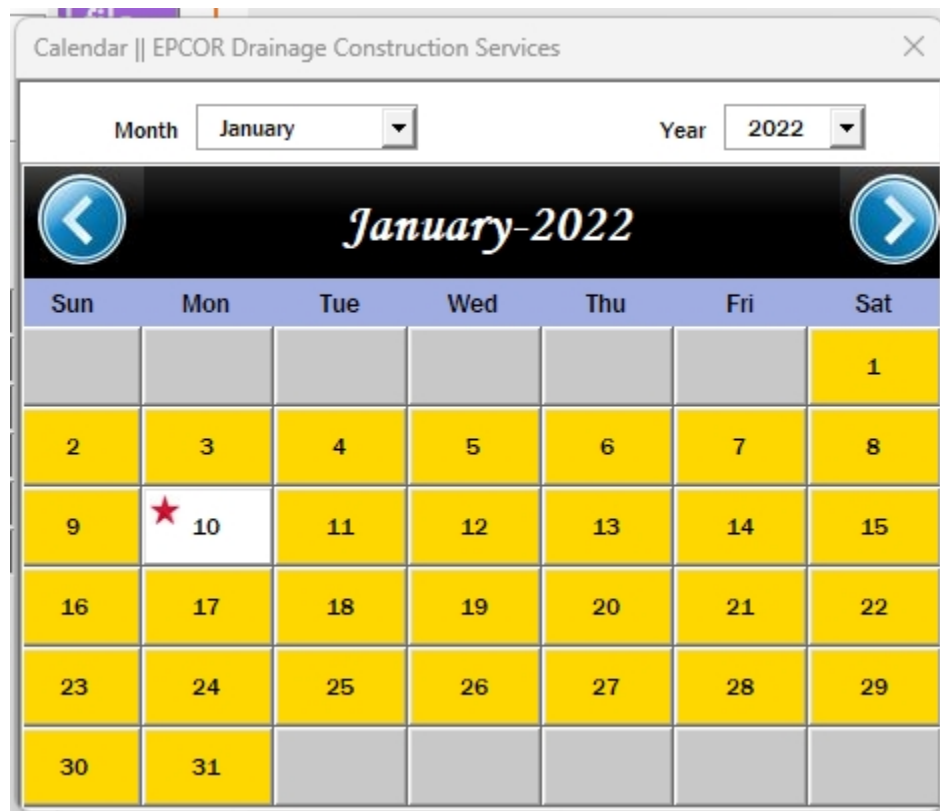 Calendar || EPCOR Drainage Construction Services
Month January Year 2022
January-2022
Sun Mon Tue Wed Thu Fri Sat
1
2 3 4 5 6 7 8
9 10 11 12 13 14 15
16 17 18 19 20 21 22
23 24 25 26 27 28 29
30 31